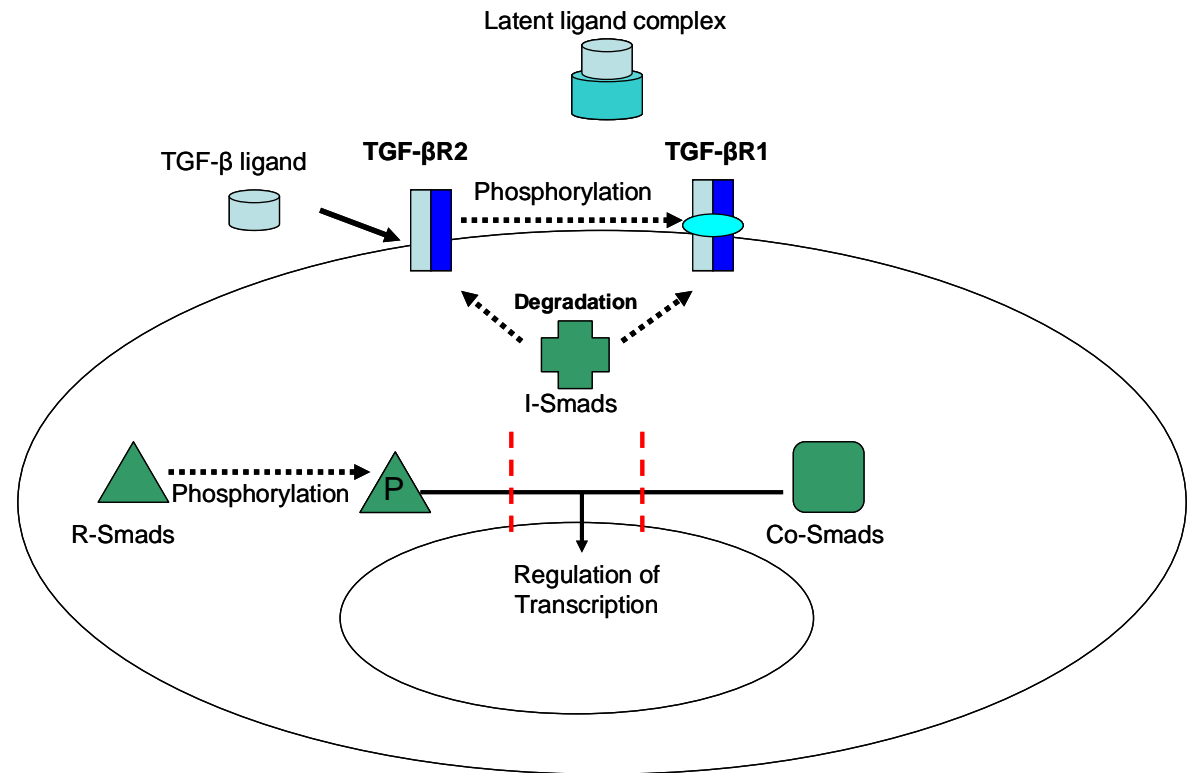 Latent ligand complex
TGF-βR2
TGF-βR1
TGF-β ligand
Phosphorylation
Degradation
I-Smads
P
Phosphorylation
R-Smads
Co-Smads
Regulation of
Transcription